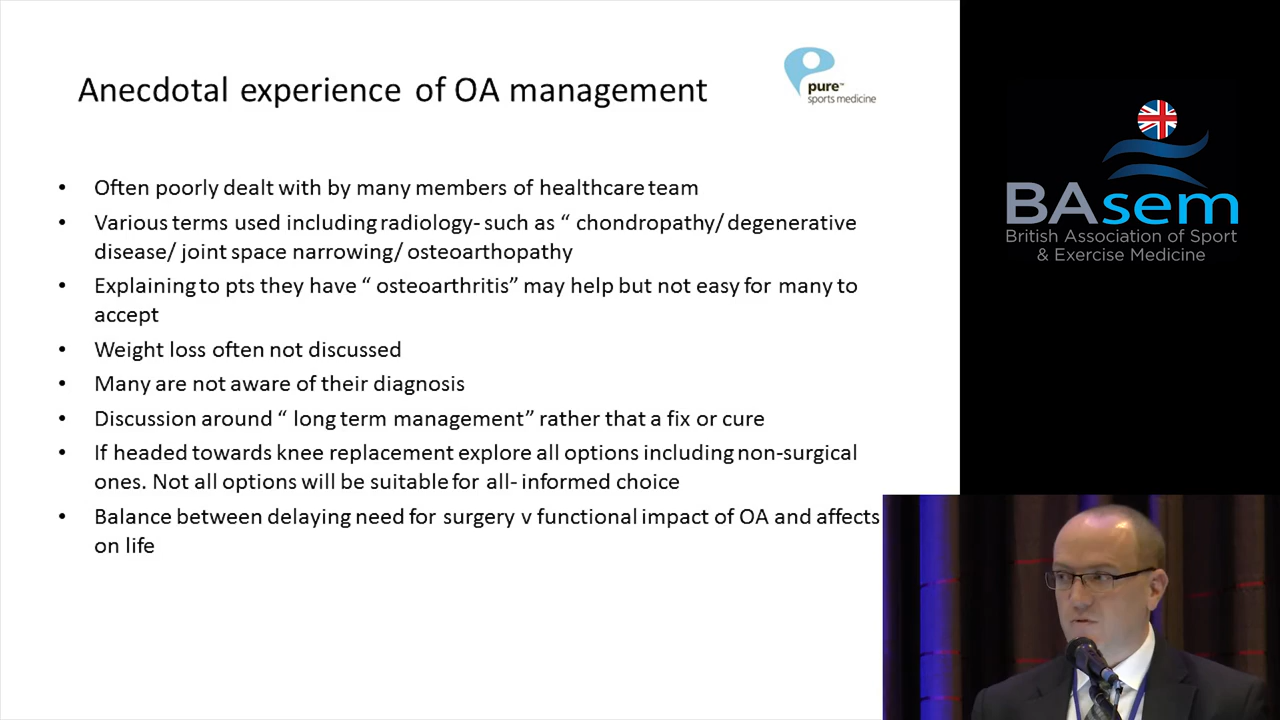 Anecdotal experience of OA management
pure™
sports medicine
• Often poorly dealt with by many members of healthcare team
• Various terms used including radiology- such as “ chondropathy/ degenerative
disease/ joint space narrowing/ osteoarthopathy
• Explaining to pts they have “ osteoarthritis” may help but not easy for many to
accept
• Weight loss often not discussed
• Many are not aware of their diagnosis
• Discussion around “ long term management” rather that a fix or cure
• If headed towards knee replacement explore all options including non-surgical
ones. Not all options will be suitable for all- informed choice
• Balance between delaying need for surgery v functional impact of OA and affects
on life
BAsem
British Association of Sport
& Exercise Medicine